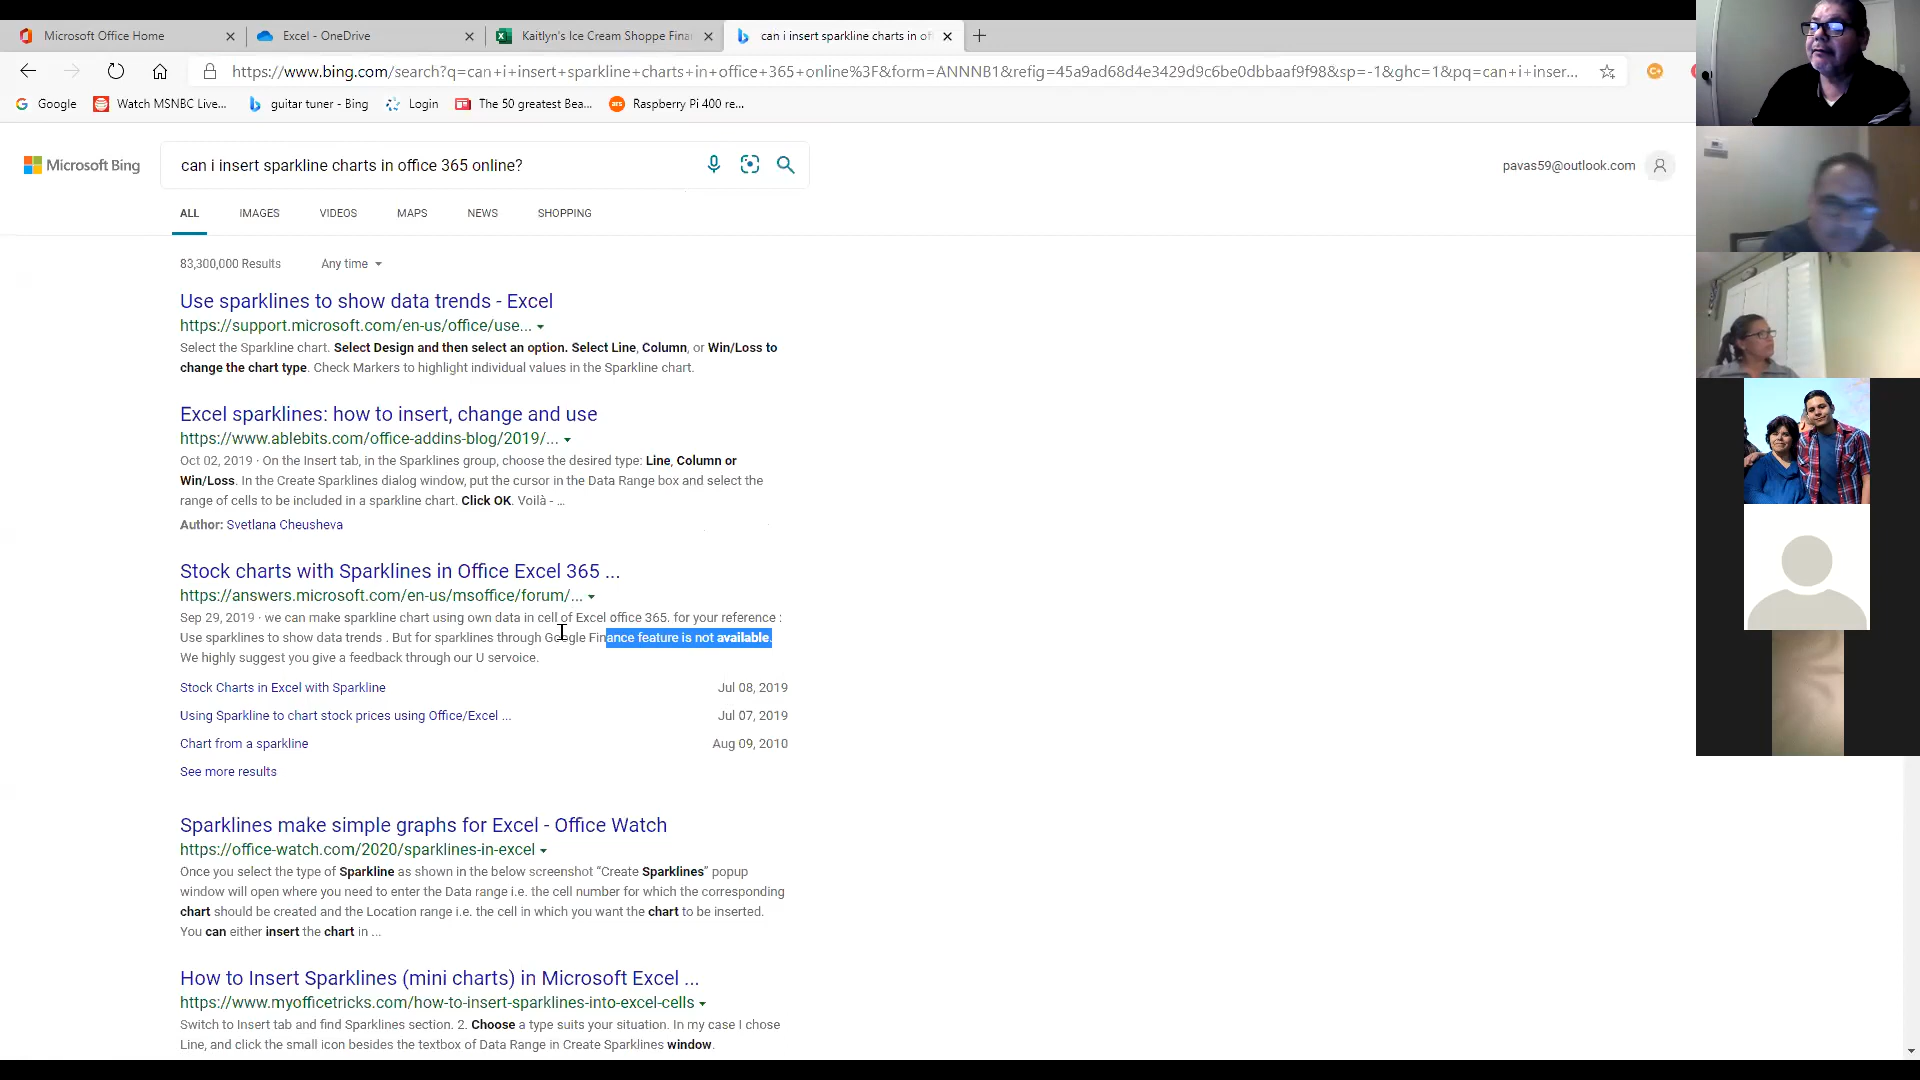 Microsoft Office Home
Excel - OneDrive
Kaitlyn's Ice Cream Shoppe Fina
can i insert sparkline charts in of
https://www.bing.com/search?q=can+i+insert+sparkline+charts+in+office+365+online%3F&form=ANNNB1&refig=45a9ad68d4e3429d9c6be0dbbaaf9f98&sp=-1&ghc=1&pq=can+i+inser...
Google
Watch MSNBC Live...
guitar tuner - Bing
Login
The 50 greatest Bea...
Raspberry Pi 400 re...
Microsoft Bing
can i insert sparkline charts in office 365 online?
pavas59@outlook.com
ALL
IMAGES
VIDEOS
MAPS
NEWS
SHOPPING
83,300,000 Results
Any time
Use sparklines to show data trends - Excel
https://support.microsoft.com/en-us/office/use...
Select the Sparkline chart. Select Design and then select an option. Select Line, Column, or Win/Loss to
change the chart type. Check Markers to highlight individual values in the Sparkline chart.
Excel sparklines: how to insert, change and use
https://www.ablebits.com/office-addins-blog/2019/...
Oct 02, 2019 · On the Insert tab, in the Sparklines group, choose the desired type: Line, Column or
Win/Loss. In the Create Sparklines dialog window, put the cursor in the Data Range box and select the
range of cells to be included in a sparkline chart. Click OK. Voilà - ...
Author: Svetlana Cheusheva
Stock charts with Sparklines in Office Excel 365 ...
https://answers.microsoft.com/en-us/msoffice/forum/...
Sep 29, 2019 · we can make sparkline chart using own data in cell of Excel office 365. for your reference :
Use sparklines to show data trends . But for sparklines through Google Finance feature is not available.
We highly suggest you give a feedback through our U servoice.
Stock Charts in Excel with Sparkline
Jul 08, 2019
Using Sparkline to chart stock prices using Office/Excel ...
Jul 07, 2019
Chart from a sparkline
Aug 09, 2010
See more results
Sparklines make simple graphs for Excel - Office Watch
https://office-watch.com/2020/sparklines-in-excel
Once you select the type of Sparkline as shown in the below screenshot “Create Sparklines” popup
window will open where you need to enter the Data range i.e. the cell number for which the corresponding
chart should be created and the Location range i.e. the cell in which you want the chart to be inserted.
You can either insert the chart in ...
How to Insert Sparklines (mini charts) in Microsoft Excel ...
https://www.myofficetricks.com/how-to-insert-sparklines-into-excel-cells
Switch to Insert tab and find Sparklines section. 2. Choose a type suits your situation. In my case I chose
Line, and click the small icon besides the textbox of Data Range in Create Sparklines window.